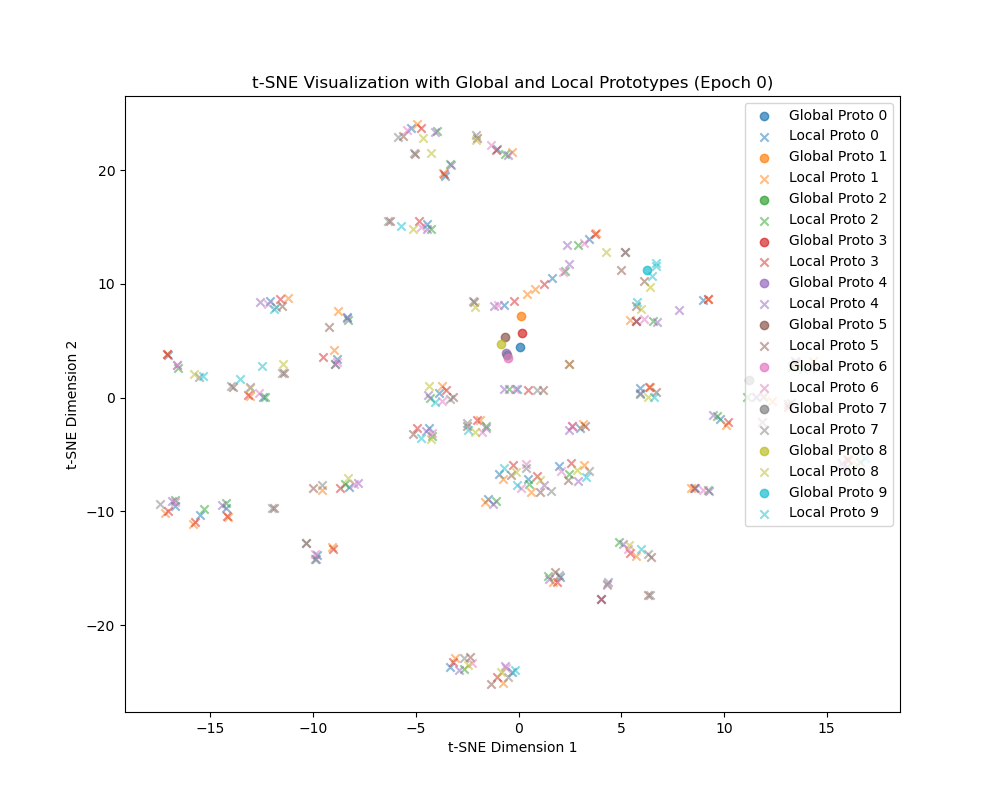 t-SNE Visualization with Global and Local Prototypes (Epoch 0)
Global Proto 0
Local Proto 0
Global Proto 1
Local Proto 1
Global Proto 2
Local Proto 2
Global Proto 3
Local Proto 3
Global Proto 4
Local Proto 4
Global Proto 5
Local Proto 5
Global Proto 6
Local Proto 6
Global Proto 7
Local Proto 7
Global Proto 8
Local Proto 8
Global Proto 9
Local Proto 9
t-SNE Dimension 2
20
10
0
−10
−20
−15
−10
−5
0
5
10
15
t-SNE Dimension 1